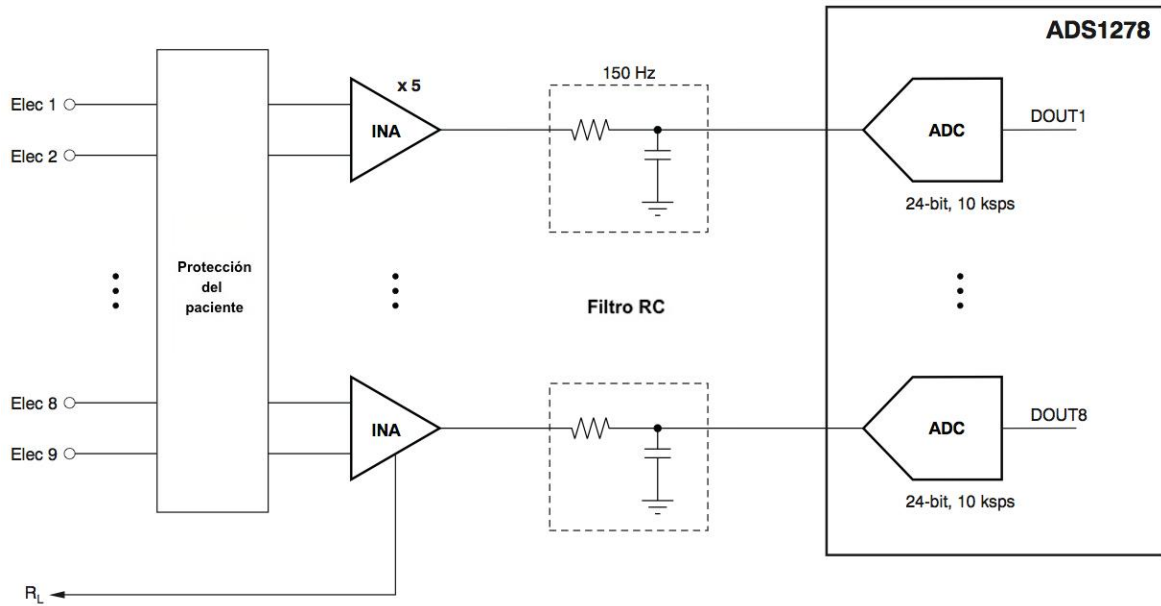 ADS1278
Elec 1
x 5
INA
150 Hz
ADC
DOUT1
Elec 2
24-bit, 10 ksps
Protección
del
paciente
Filtro RC
Elec 8
INA
ADC
DOUT8
Elec 9
24-bit, 10 ksps
RL